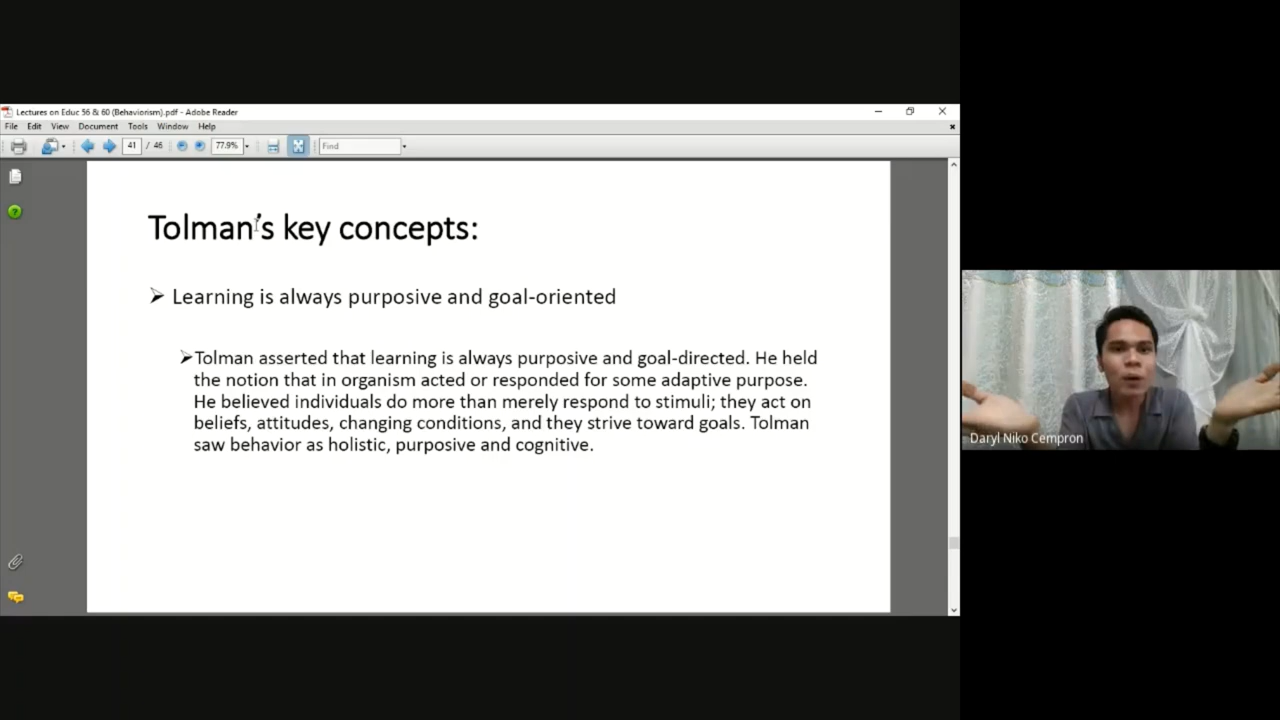 Lectures on Educ 56 & 60 (Behaviorism).pdf - Adobe Reader
File Edit View Document Tools Window Help
41 / 46 77.9% Find
Tolman's key concepts:
Learning is always purposive and goal-oriented
Tolman asserted that learning is always purposive and goal-directed. He held
the notion that in organism acted or responded for some adaptive purpose.
He believed individuals do more than merely respond to stimuli; they act on
beliefs, attitudes, changing conditions, and they strive toward goals. Tolman
saw behavior as holistic, purposive and cognitive.
Daryl Niko Cempron